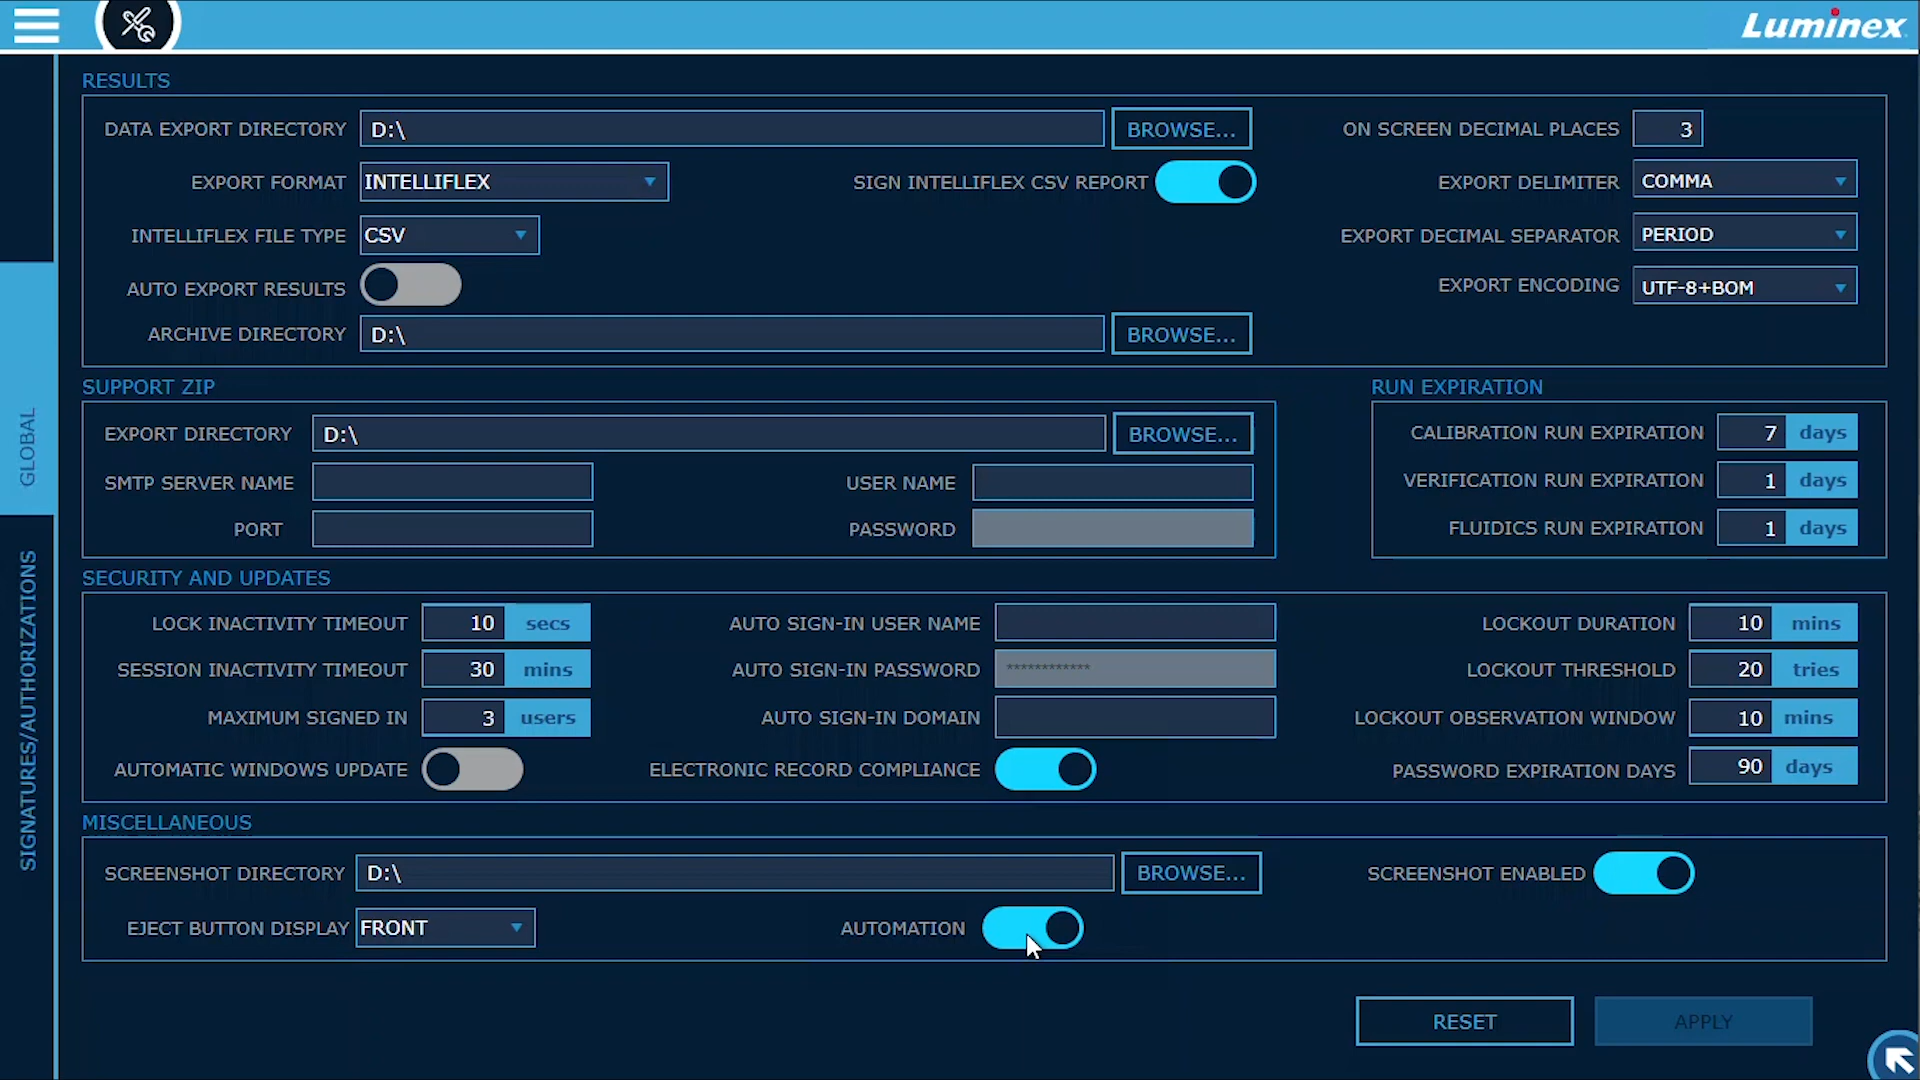 Luminex
GLOBAL
SIGNATURES/AUTHORIZATIONS
RESULTS
DATA EXPORT DIRECTORY D:\ BROWSE... ON SCREEN DECIMAL PLACES 3
EXPORT FORMAT INTELLIFLEX SIGN INTELLIFLEX CSV REPORT EXPORT DELIMITER COMMA
INTELLIFLEX FILE TYPE CSV EXPORT DECIMAL SEPARATOR PERIOD
AUTO EXPORT RESULTS EXPORT ENCODING UTF-8+BOM
ARCHIVE DIRECTORY D:\ BROWSE...
SUPPORT ZIP
EXPORT DIRECTORY D:\ BROWSE...
SMTP SERVER NAME USER NAME
PORT PASSWORD
RUN EXPIRATION
CALIBRATION RUN EXPIRATION 7 days
VERIFICATION RUN EXPIRATION 1 days
FLUIDICS RUN EXPIRATION 1 days
SECURITY AND UPDATES
LOCK INACTIVITY TIMEOUT 10 secs AUTO SIGN-IN USER NAME LOCKOUT DURATION 10 mins
SESSION INACTIVITY TIMEOUT 30 mins AUTO SIGN-IN PASSWORD ************ LOCKOUT THRESHOLD 20 tries
MAXIMUM SIGNED IN 3 users AUTO SIGN-IN DOMAIN LOCKOUT OBSERVATION WINDOW 10 mins
AUTOMATIC WINDOWS UPDATE ELECTRONIC RECORD COMPLIANCE PASSWORD EXPIRATION DAYS 90 days
MISCELLANEOUS
SCREENSHOT DIRECTORY D:\ BROWSE... SCREENSHOT ENABLED
EJECT BUTTON DISPLAY FRONT AUTOMATION
RESET APPLY